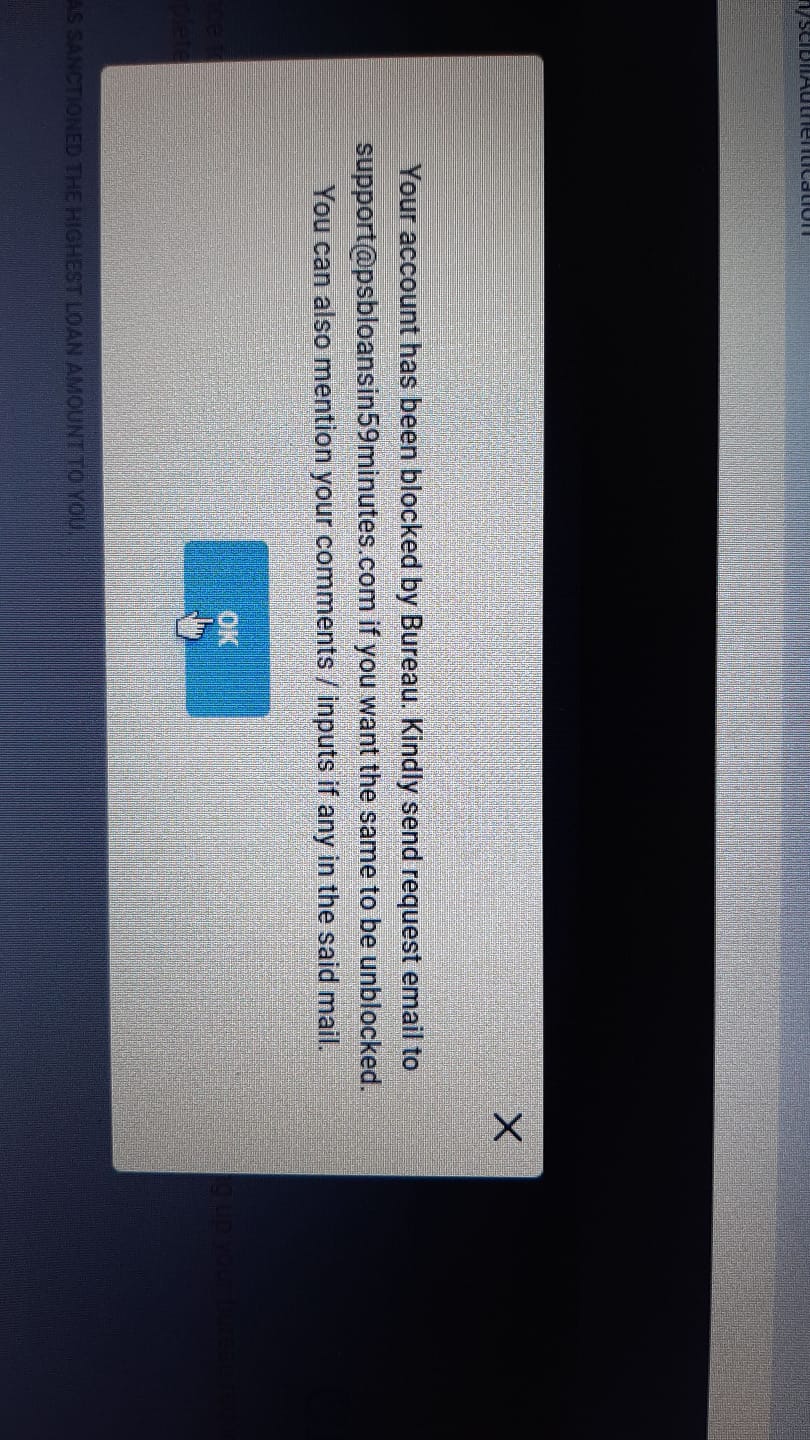 Your account has been blocked by Bureau. Kindly send request email to
support@psbloansin59minutes.com if you want the same to be unblocked.
You can also mention your comments / inputs if any in the said mail.
OK
AS SANCTIONED THE HIGHEST LOAN AMOUNT TO YOU.